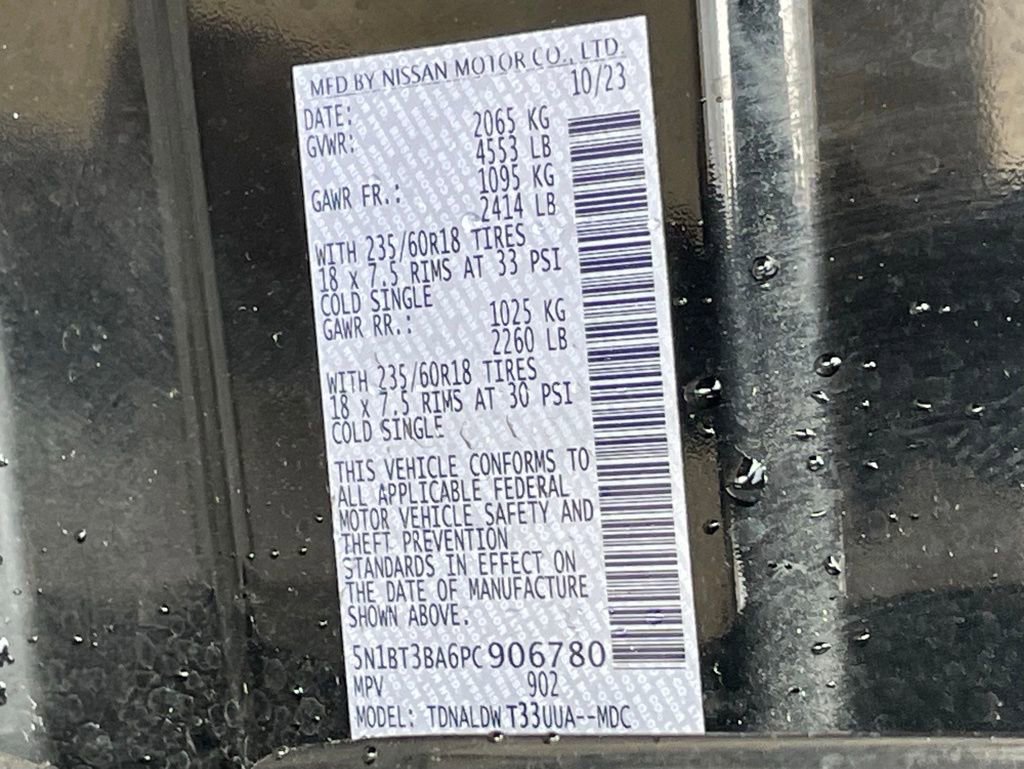 MFD BY NISSAN MOTOR CO., LTD.
DATE: 10/23
GVWR: 2065 KG
4553 LB
GAWR FR.: 1095 KG
2414 LB
WITH 235/60R18 TIRES
18 x 7.5 RIMS AT 33 PSI
COLD SINGLE
GAWR RR.: 1025 KG
2260 LB
WITH 235/60R18 TIRES
18 x 7.5 RIMS AT 30 PSI
COLD SINGLE
THIS VEHICLE CONFORMS TO
ALL APPLICABLE FEDERAL
MOTOR VEHICLE SAFETY AND
THEFT PREVENTION
STANDARDS IN EFFECT ON
THE DATE OF MANUFACTURE
SHOWN ABOVE.
5N1BT3BA6PC906780
MPV 902
MODEL: TDNALDWT33UUA--MDC